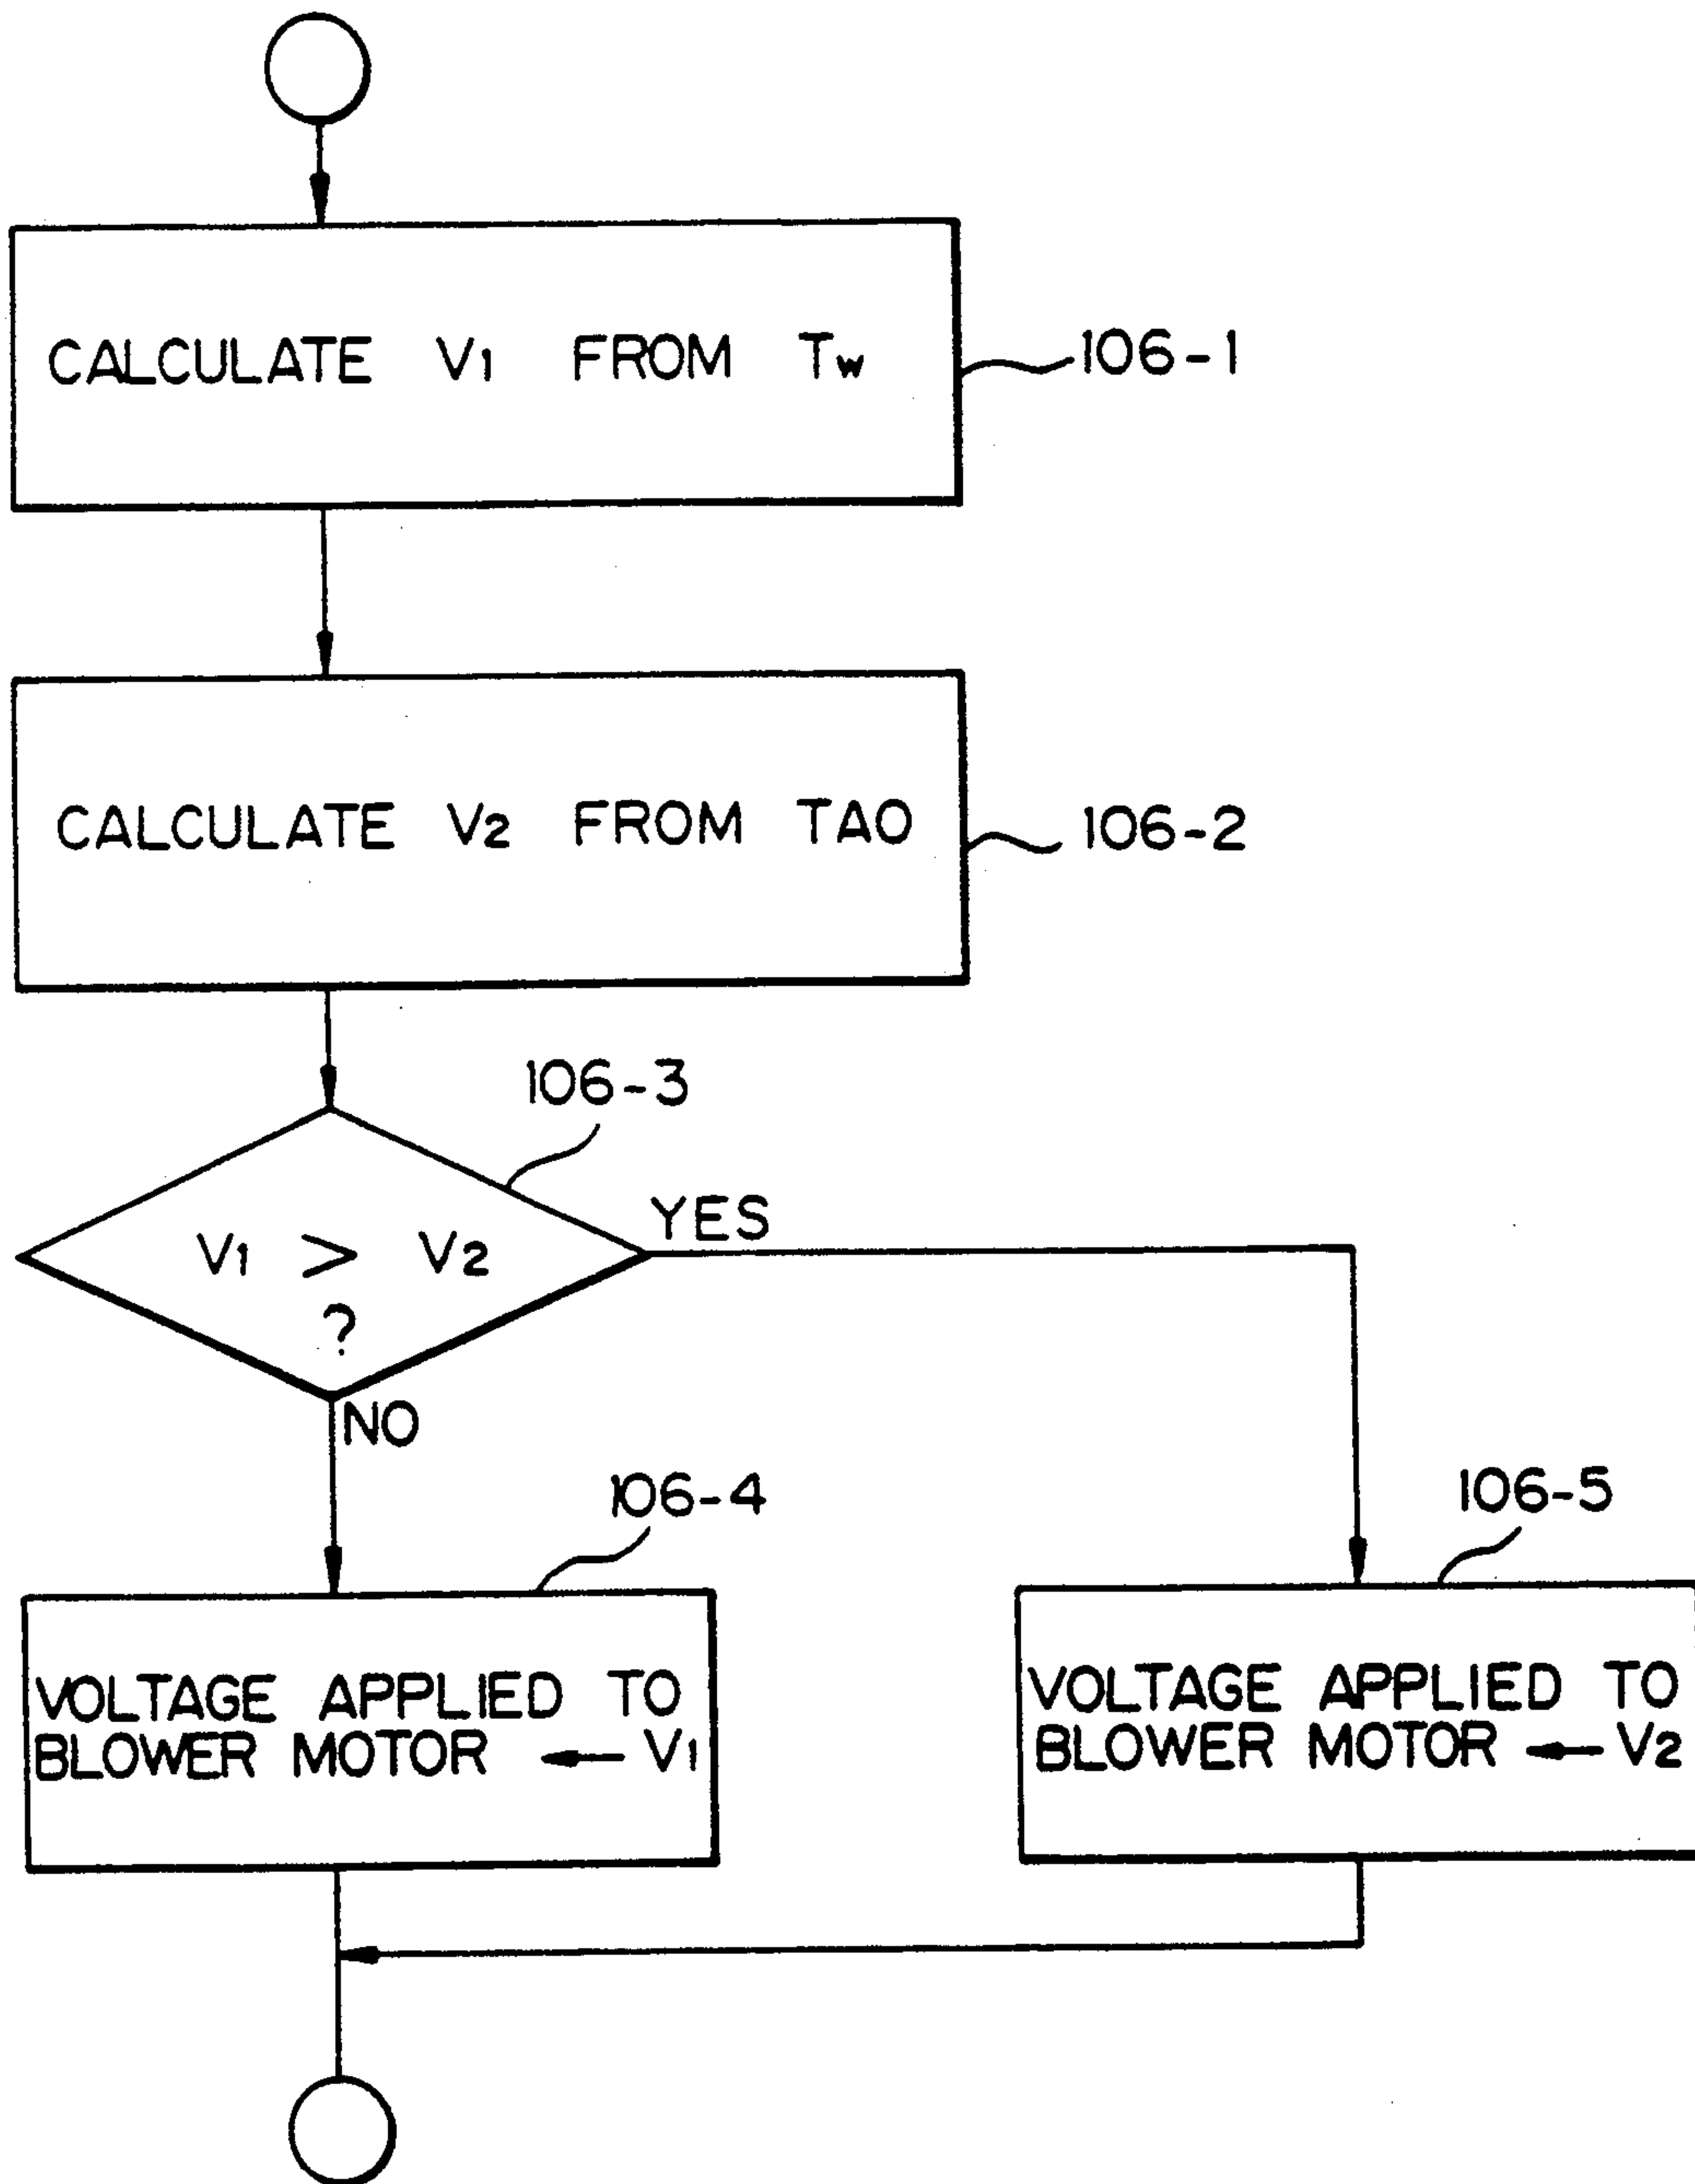 CALCULATE V1 FROM Tw
106-1
CALCULATE V2 FROM TAO
106-2
106-3
V1 > V2
?
YES
NO
106-4
106-5
VOLTAGE APPLIED TO
BLOWER MOTOR ← V1
VOLTAGE APPLIED TO
BLOWER MOTOR ← V2